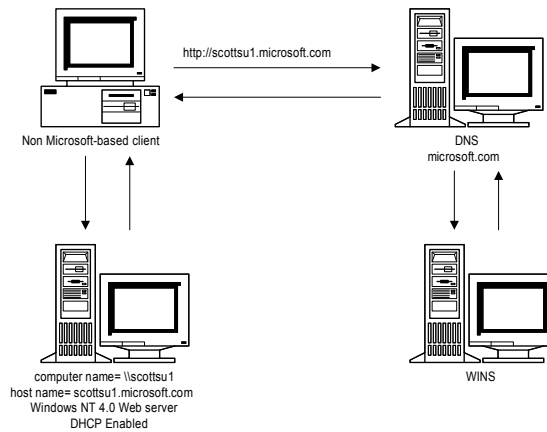 http://scottsu1.microsoft.com
Non Microsoft-based client
DNS
microsoft.com
computer name= \\scottsu1
host name= scottsu1.microsoft.com
Windows NT 4.0 Web server
DHCP Enabled
WINS